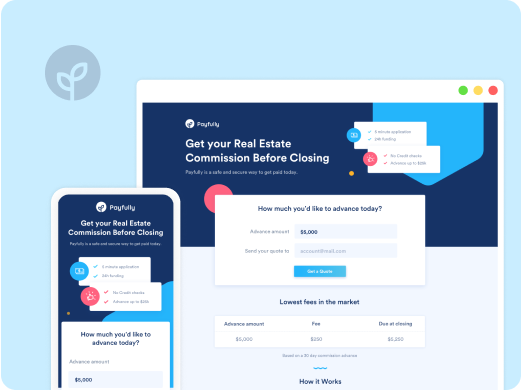 Payfully
Get your Real Estate
Commission Before Closing
Payfully is a safe and secure way to get paid today.
5 minute application
24h funding
No Credit checks
Advance up to $25k
How much you'd like to advance today?
Advance amount
$5,000
Send your quote to
account@mail.com
Get a Quote
Lowest fees in the market
Advance amount Fee Due at closing
$5,000 $250 $5,250
Based on a 30 day commission advance
How it Works
Payfully
Get your Real Estate
Commission Before Closing
Payfully is a safe and secure way to get paid today.
5 minute application
24h funding
No Credit checks
Advance up to $25k
How much you'd like to
advance today?
Advance amount
$5,000